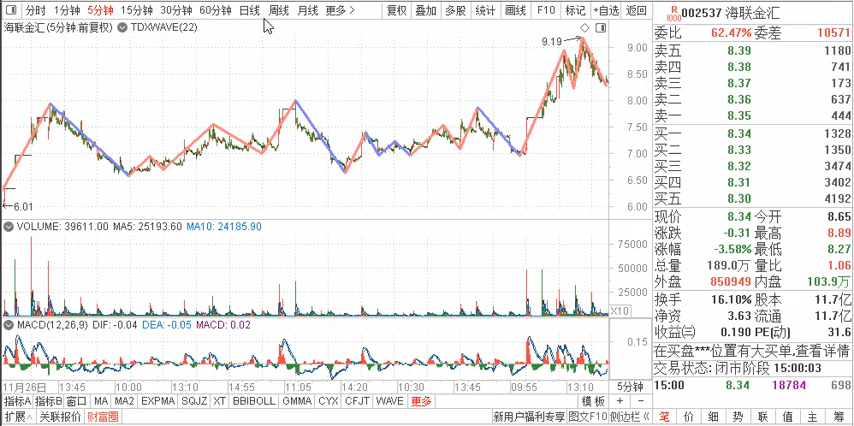 分时 1分钟 5分钟 15分钟 30分钟 60分钟 日线 周线 月线 更多> 复权 叠加 多股 统计 画线 F10 标记 +自选 返回
海联金汇(5分钟.前复权) TDXWAVE(22)
9.19
9.00
8.50
8.00
7.50
7.00
6.50
6.00
6.01
VOLUME: 39611.00 MA5: 25193.60 MA10: 24185.90
75000
50000
25000
X10
MACD(12,26,9) DIF: -0.04 DEA: -0.05 MACD: 0.02
0.15
11月26日 13:45 10:00 13:10 14:55 11:05 14:20 10:30 13:45 09:55 13:10 5分钟
指标A 指标B 窗口 MA MA2 EXPMA SQJZ XT BBIBOLL GMMA CYX CFJT WAVE 更多 模板 + -
扩展∧ 关联报价 财富圈 新用户福利专享 图文F10 侧边栏《
R 1000 002537 海联金汇
委比 62.47% 委差 10571
卖五 8.39 1180
卖四 8.38 741
卖三 8.37 173
卖二 8.36 637
卖一 8.35 444
买一 8.34 1328
买二 8.33 1350
买三 8.32 3474
买四 8.31 3402
买五 8.30 4192
现价 8.34 今开 8.65
涨跌 -0.31 最高 8.89
涨幅 -3.58% 最低 8.27
总量 189.0万 量比 1.06
外盘 850949 内盘 103.9万
换手 16.10% 股本 11.7亿
净资 3.63 流通 11.7亿
收益㈢ 0.190 PE(动) 31.6
在买盘***位置有大买单,查看详情
交易状态: 闭市阶段 15:00:03
15:00 8.34 18784 698
笔 价 细 势 联 值 主 筹